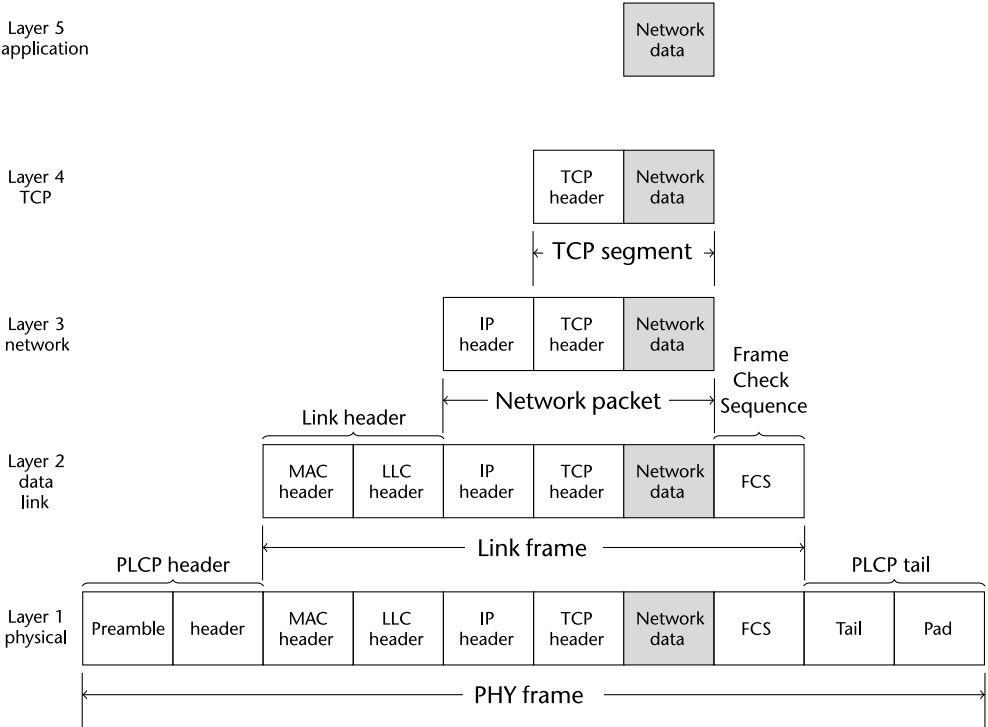 Layer 5
application
Network
data
Layer 4
TCP
TCP
header
Network
data
TCP segment
Layer 3
network
IP
header
TCP
header
Network
data
Frame
Check
Sequence
Network packet
Link header
Layer 2
data
link
MAC
header
LLC
header
IP
header
TCP
header
Network
data
FCS
Link frame
PLCP header
PLCP tail
Layer 1
physical
Preamble
header
MAC
header
LLC
header
IP
header
TCP
header
Network
data
FCS
Tail
Pad
PHY frame